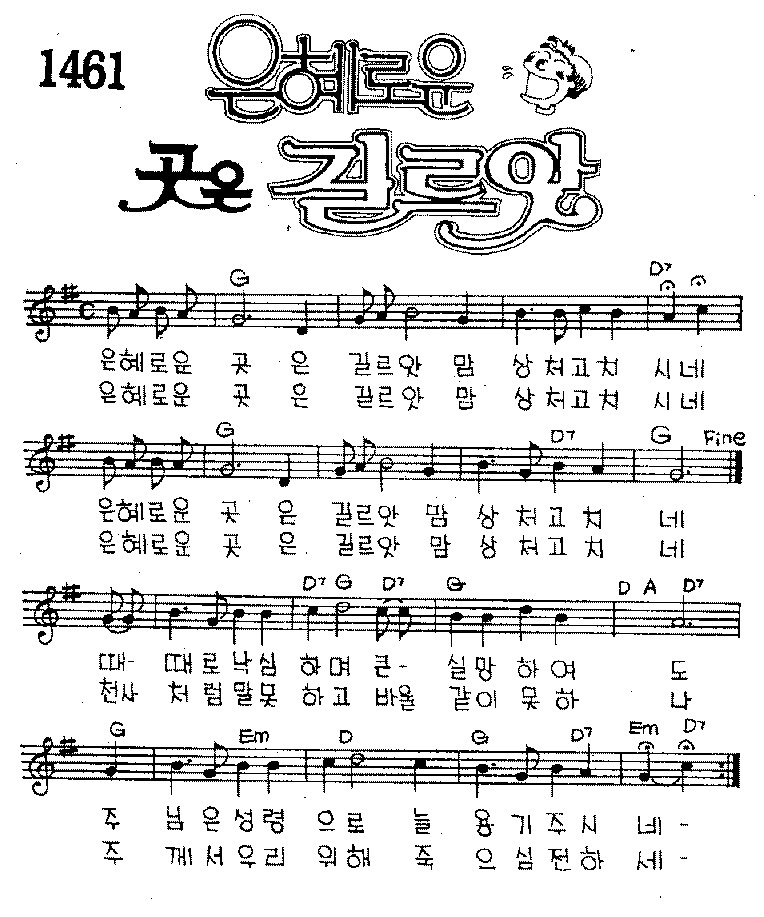 1461
은혜로운
곳은 길르앗
G D7
은혜로운 곳 은 길르앗 맘 상처고쳐 시네
은혜로운 곳 은 길르앗 맘 상처고쳐 시네
G D7 G Fine
은혜로운 곳 은 길르앗 맘 상 처고쳐 네
은혜로운 곳 은 길르앗 맘 상 처고쳐 네
D7 G D7 G D A D7
때- 때로낙심 하며 큰- 실망 하여 도
천사 처럼말못 하고 바울 같이 못하 나
G Em D G D7 Em D7
주 님은성령 으로 늘 용기주시 네-
주 께서우리 위해 죽 으심전하 세-